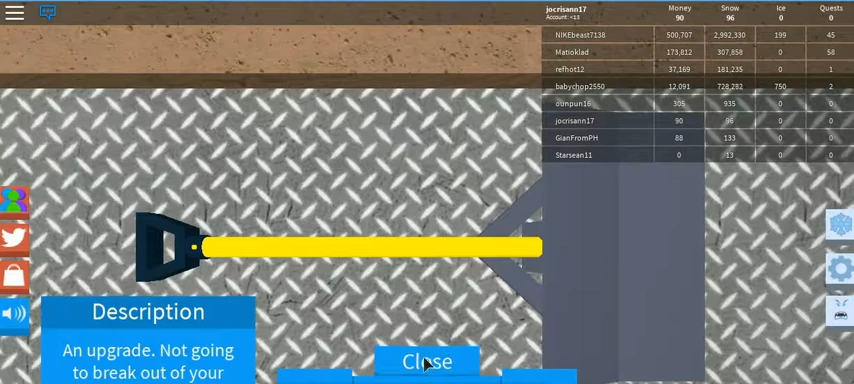 jocrisann17
Account: <13
Money Snow Ice Quests
90 96 0 0
NIKEbeast7138 500,707 2,992,330 199 45
Matioklad 173,812 307,858 0 58
refhot12 37,169 181,235 0 1
babychop2550 12,091 728,282 750 2
ounpun16 305 935 0 0
jocrisann17 90 96 0 0
GianFromPH 88 133 0 0
Starsean11 0 13 0 0
Description
An upgrade. Not going
to break out of your
Close